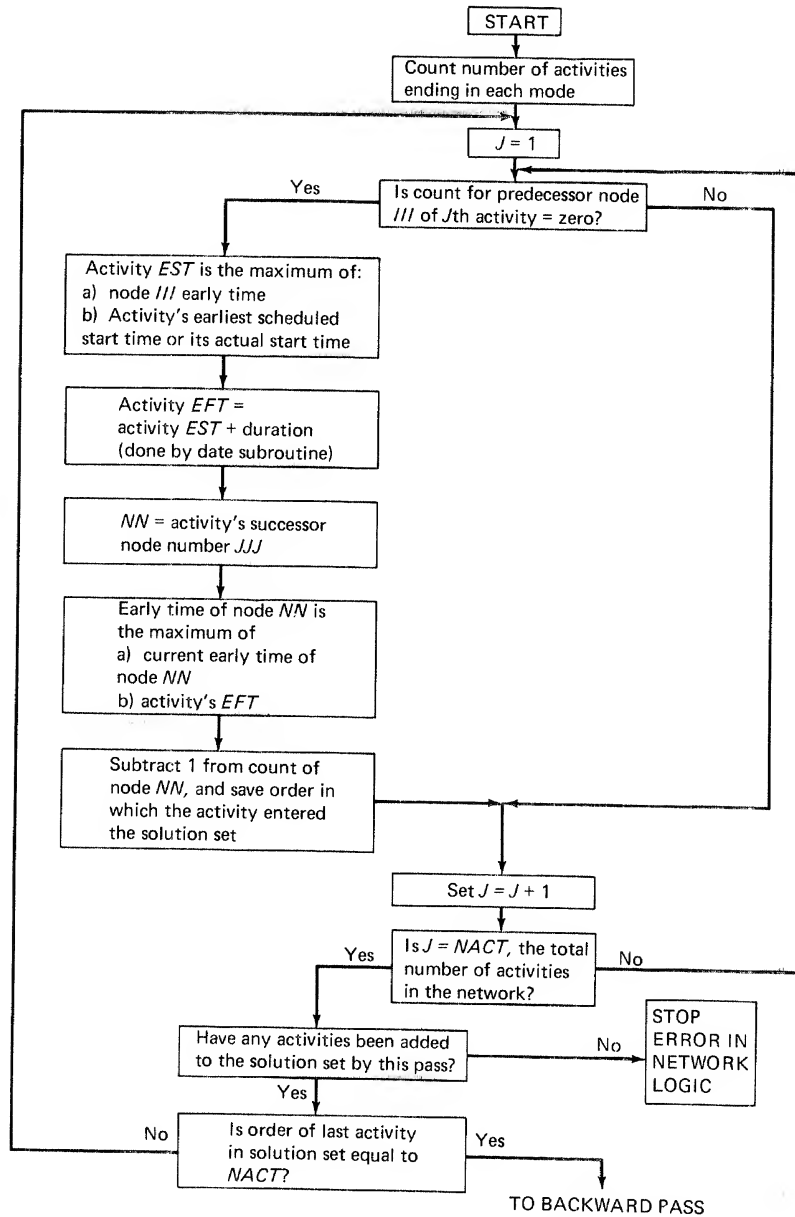 START
Count number of activities
ending in each mode
J = 1
Yes
Is count for predecessor node
III of Jth activity = zero?
No
Activity EST is the maximum of:
a) node III early time
b) Activity's earliest scheduled
start time or its actual start time
Activity EFT =
activity EST + duration
(done by date subroutine)
NN = activity's successor
node number JJJ
Early time of node NN is
the maximum of
a) current early time of
node NN
b) activity's EFT
Subtract 1 from count of
node NN, and save order in
which the activity entered
the solution set
Set J = J + 1
Yes
Is J = NACT, the total
number of activities
in the network?
No
Have any activities been added
to the solution set by this pass?
No
STOP
ERROR IN
NETWORK
LOGIC
Yes
No
Is order of last activity
in solution set equal to
NACT?
Yes
TO BACKWARD PASS